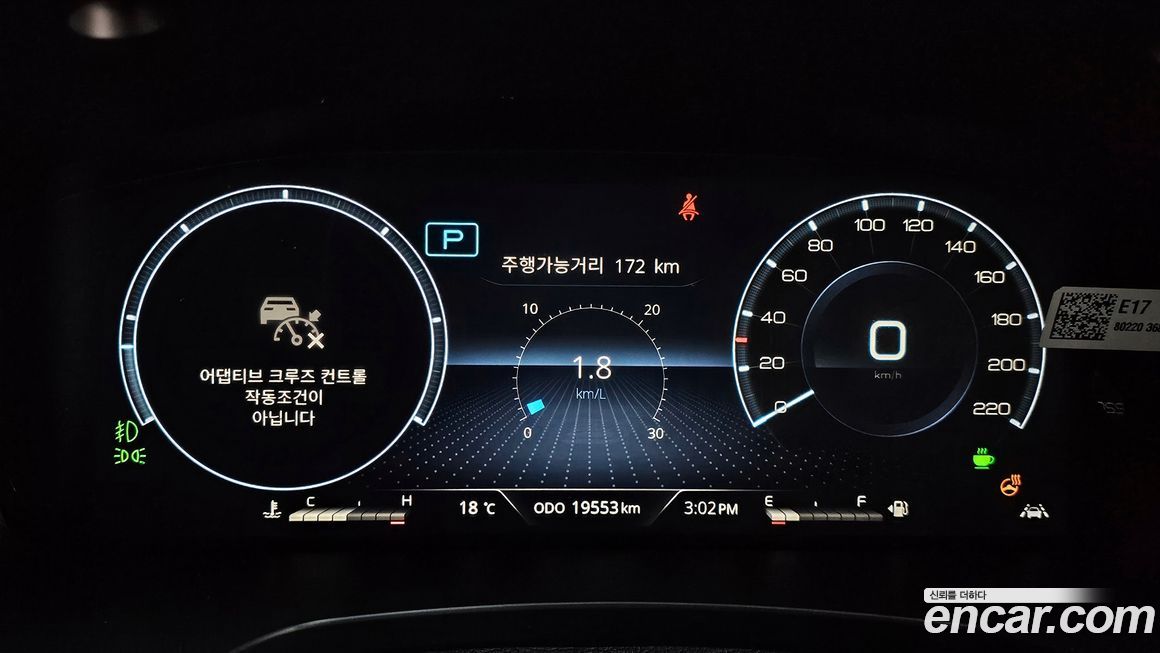 P
주행가능거리 172 km
어댑티브 크루즈 컨트롤
작동조건이
아닙니다
10
20
1.8
km/L
0
30
0
20
40
60
80
100
120
140
160
180
200
220
0
km/h
E17
C
H
18 ℃
ODO 19553 km
3:02 PM
E
F
신뢰를 더하다
encar.com